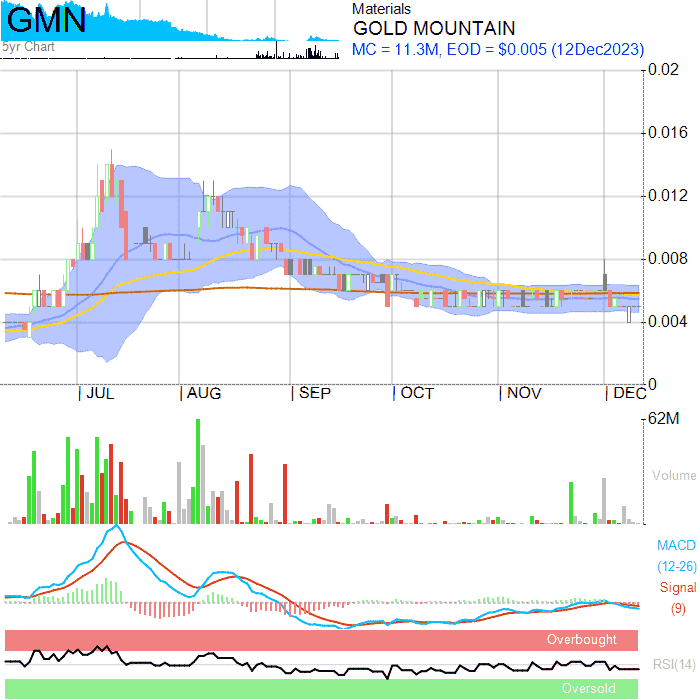 GMN
5yr Chart
Materials
GOLD MOUNTAIN
MC = 11.3M, EOD = $0.005 (12Dec2023)
0.02
0.016
0.012
0.008
0.004
0
JUL AUG SEP OCT NOV DEC
62M
Volume
MACD
(12-26)
Signal
(9)
Overbought
RSI(14)
Oversold